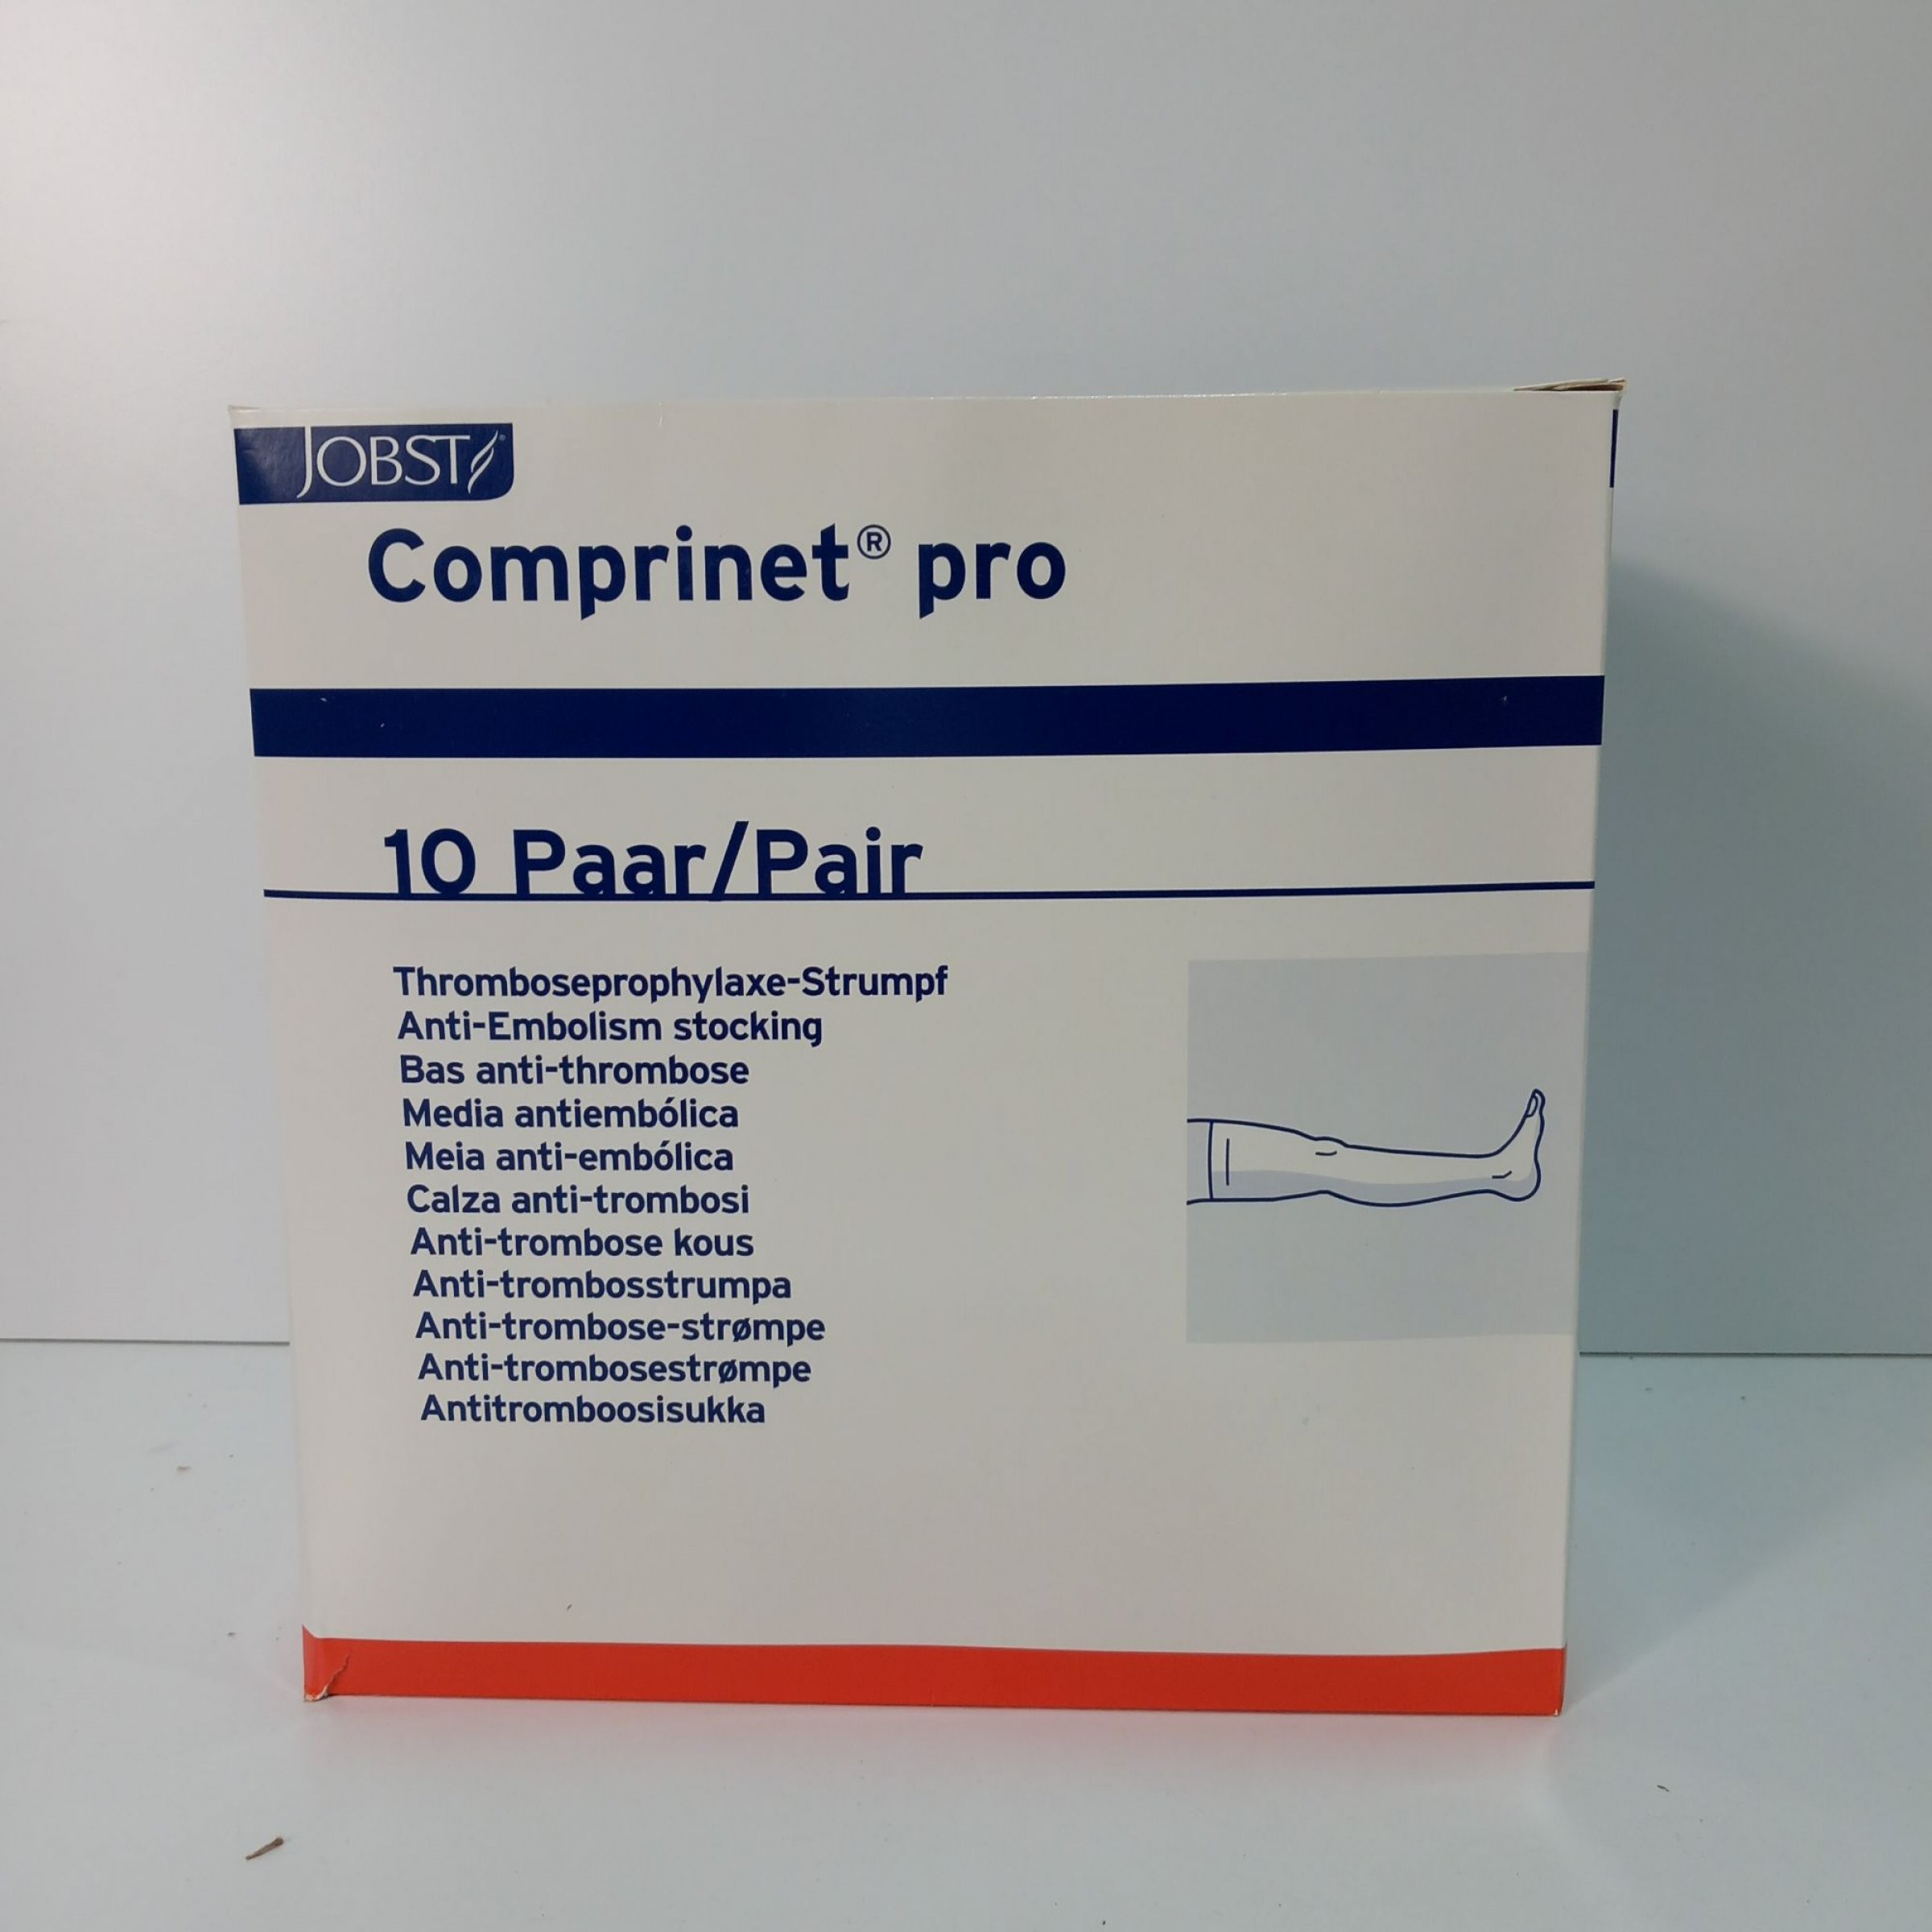 JOBST®
Comprinet® pro
10 Paar/Pair
Thromboseprophylaxe-Strumpf
Anti-Embolism stocking
Bas anti-thrombose
Media antiembólica
Meia anti-embólica
Calza anti-trombosi
Anti-trombose kous
Anti-trombosstrumpa
Anti-trombose-strømpe
Anti-trombosestrømpe
Antitromboosisukka